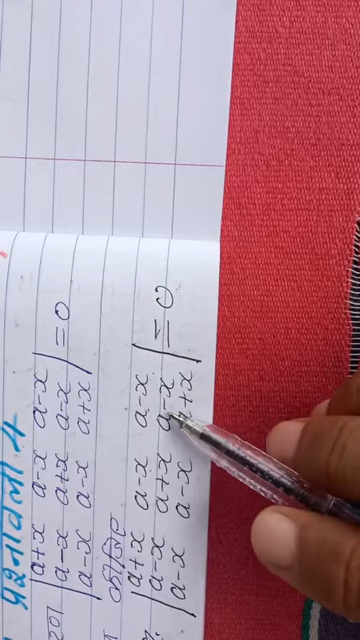 प्रश्नावली 4
|a+x a-x a-x|
|a-x a+x a-x| = 0
|a-x a-x a+x|
कीजिए
|a+x a-x a-x|
|a-x a+x a-x| = 0
|a-x a-x a+x|